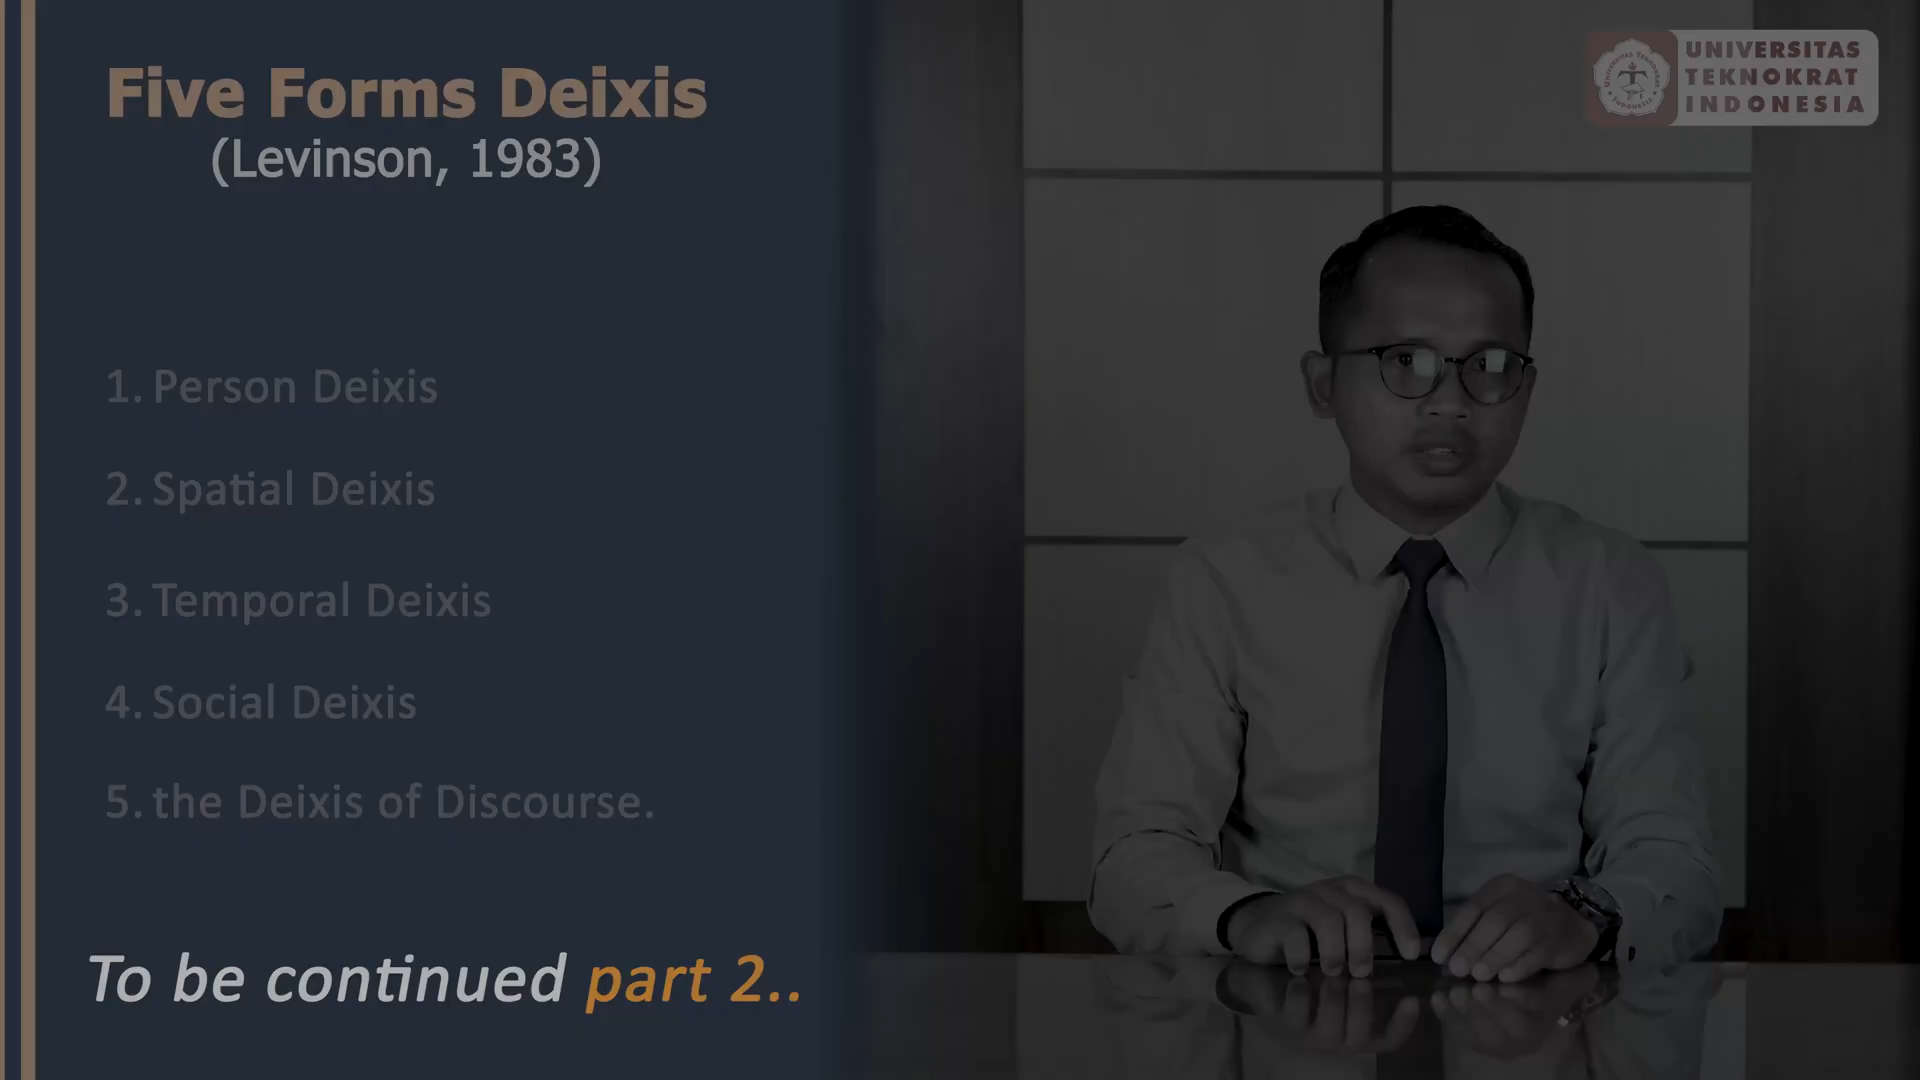 Five Forms Deixis
(Levinson, 1983)
1. Person Deixis
2. Spatial Deixis
3. Temporal Deixis
4. Social Deixis
5. the Deixis of Discourse.
To be continued part 2..
UNIVERSITAS
TEKNOKRAT
INDONESIA